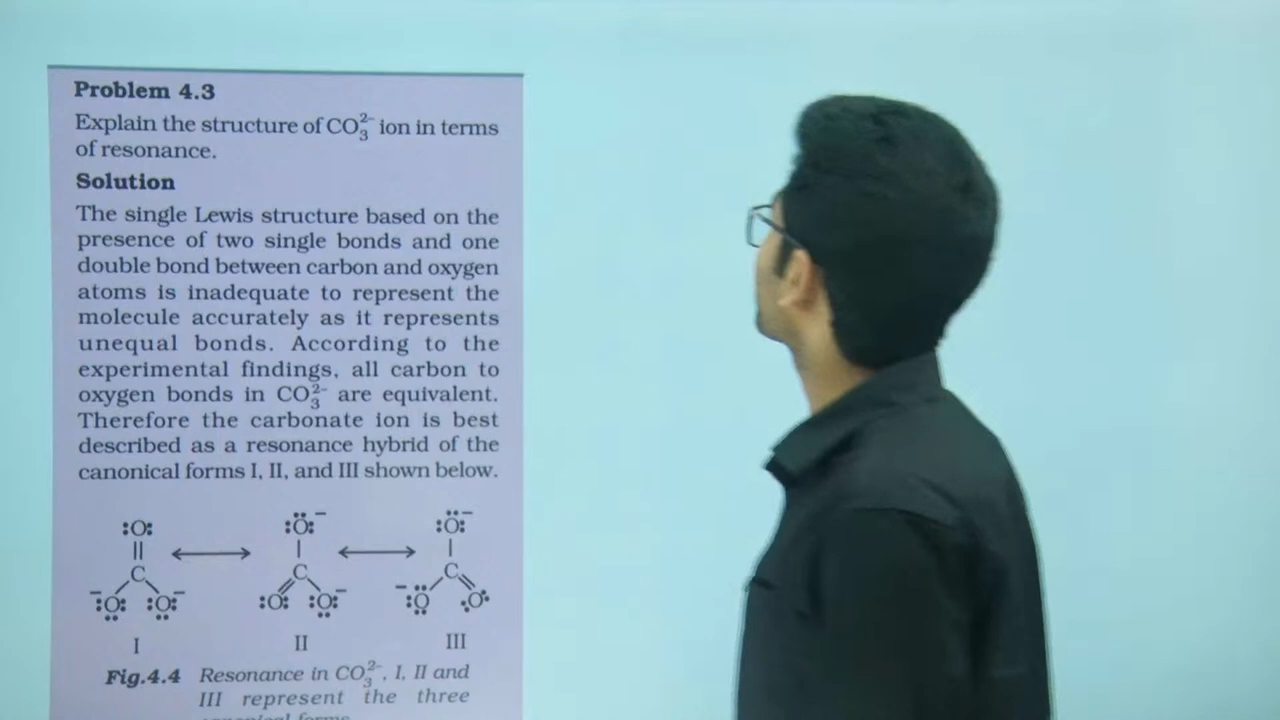 Problem 4.3
Explain the structure of CO₃²⁻ ion in terms
of resonance.
Solution
The single Lewis structure based on the
presence of two single bonds and one
double bond between carbon and oxygen
atoms is inadequate to represent the
molecule accurately as it represents
unequal bonds. According to the
experimental findings, all carbon to
oxygen bonds in CO₃²⁻ are equivalent.
Therefore the carbonate ion is best
described as a resonance hybrid of the
canonical forms I, II, and III shown below.
:O: :Ö:⁻ :Ö:⁻
C C C
⁻:O: :O:⁻ :O: :O:⁻ ⁻:O :O:
I II III
Fig.4.4 Resonance in CO₃²⁻, I, II and
III represent the three
canonical forms.